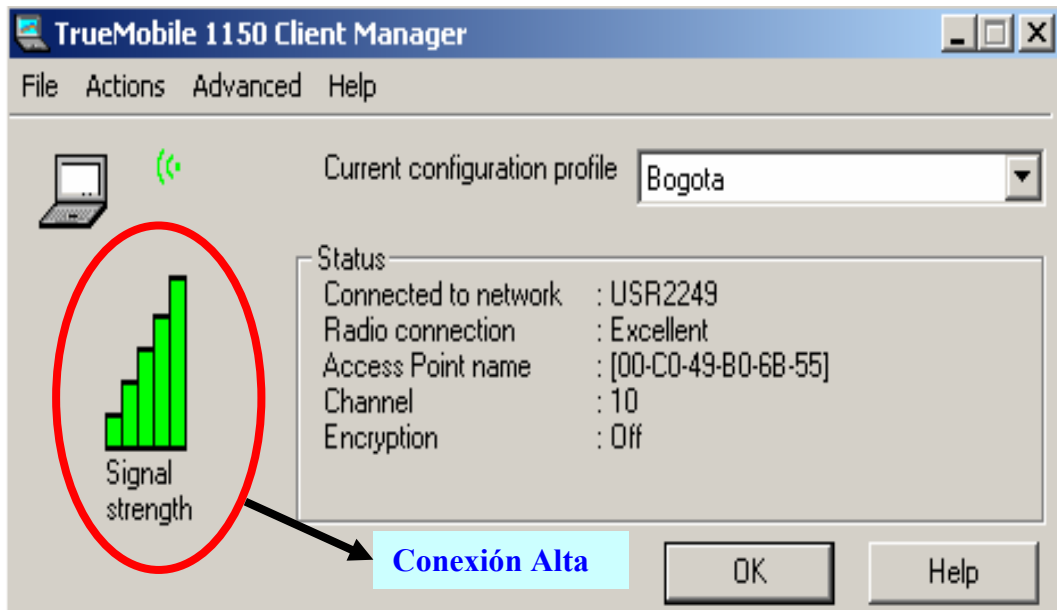 TrueMobile 1150 Client Manager
File Actions Advanced Help
Current configuration profile Bogota
Status
Connected to network : USR2249
Radio connection : Excellent
Access Point name : [00-C0-49-B0-6B-55]
Channel : 10
Encryption : Off
Signal
strength
Conexión Alta
OK Help